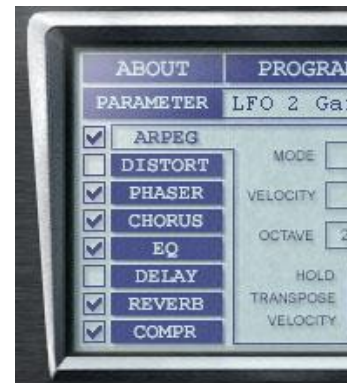 ABOUT PROGRA
PARAMETER LFO 2 Ga
ARPEG
DISTORT
PHASER
CHORUS
EQ
DELAY
REVERB
COMPR
MODE
VELOCITY
OCTAVE 2
HOLD
TRANSPOSE
VELOCITY